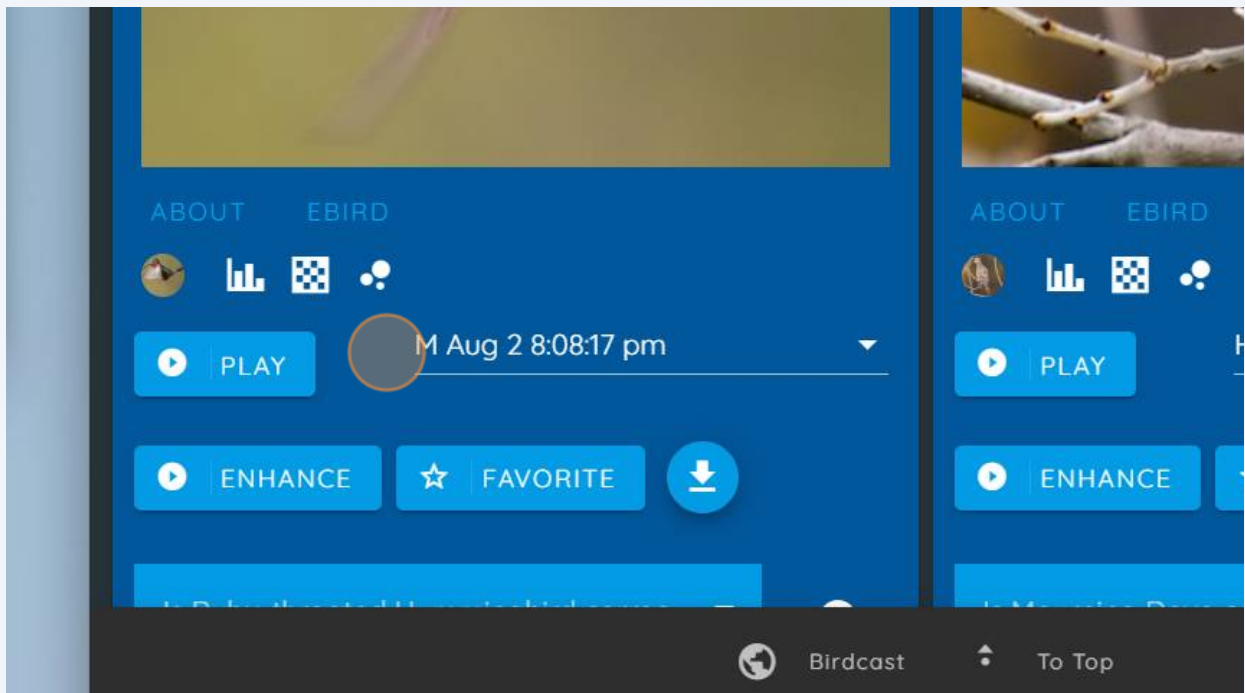 ABOUT EBIRD
ABOUT EBIRD
PLAY M Aug 2 8:08:17 pm
PLAY
ENHANCE FAVORITE
ENHANCE
Birdcast To Top